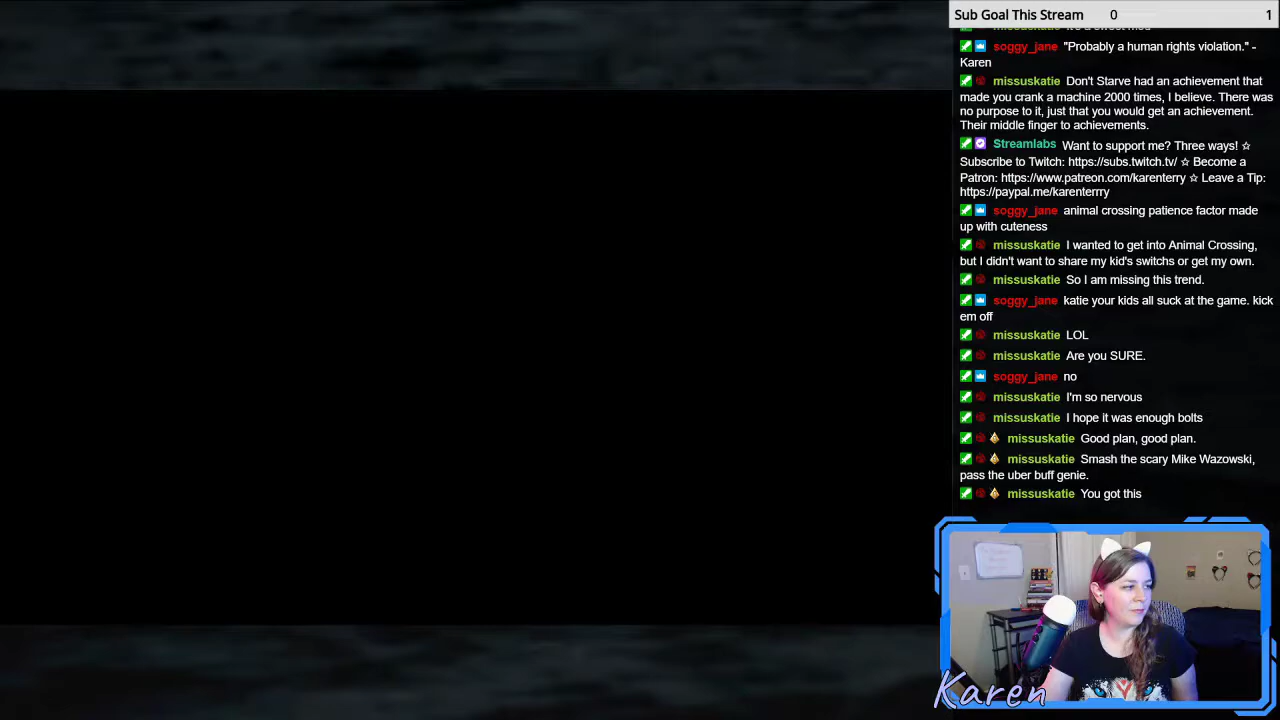 Sub Goal This Stream 0 1
soggy_jane "Probably a human rights violation." -
Karen
missuskatie Don't Starve had an achievement that
made you crank a machine 2000 times, I believe. There was
no purpose to it, just that you would get an achievement.
Their middle finger to achievements.
Streamlabs Want to support me? Three ways! ☆
Subscribe to Twitch: https://subs.twitch.tv/ ☆ Become a
Patron: https://www.patreon.com/karenterry ☆ Leave a Tip:
https://paypal.me/karenterrry
soggy_jane animal crossing patience factor made
up with cuteness
missuskatie I wanted to get into Animal Crossing,
but I didn't want to share my kid's switchs or get my own.
missuskatie So I am missing this trend.
soggy_jane katie your kids all suck at the game. kick
em off
missuskatie LOL
missuskatie Are you SURE.
soggy_jane no
missuskatie I'm so nervous
missuskatie I hope it was enough bolts
missuskatie Good plan, good plan.
missuskatie Smash the scary Mike Wazowski,
pass the uber buff genie.
missuskatie You got this
Karen